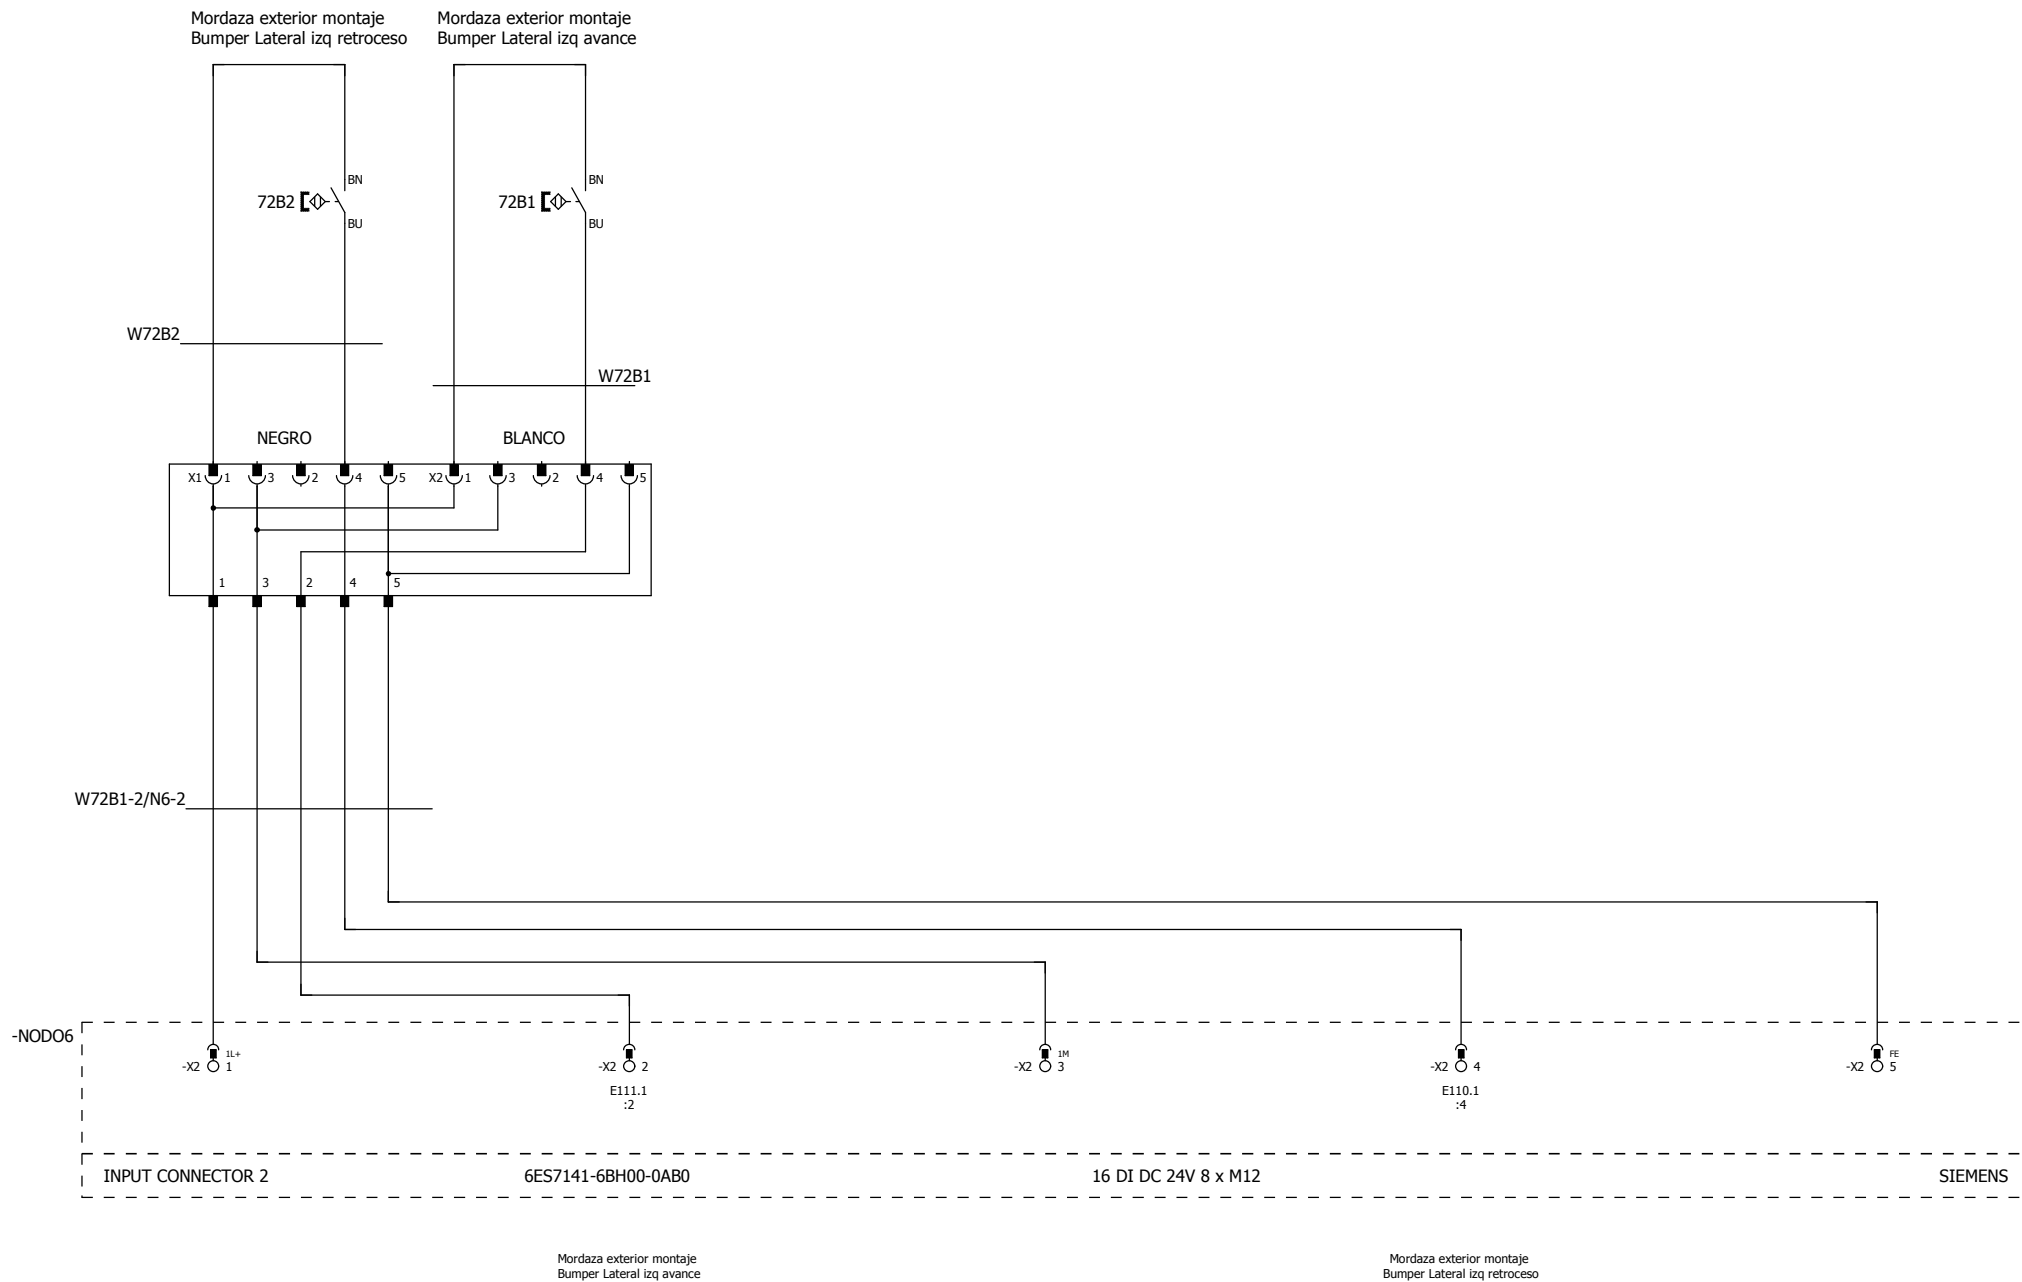 Mordaza exterior montaje
Bumper Lateral izq retroceso
Mordaza exterior montaje
Bumper Lateral izq avance
BN
72B2
BU
BN
72B1
BU
W72B2
W72B1
NEGRO
BLANCO
X1 1 3 2 4 5 X2 1 3 2 4 5
1 3 2 4 5
W72B1-2/N6-2
-NODO6
1L+
-X2 1
-X2 2
E111.1
:2
1M
-X2 3
-X2 4
E110.1
:4
FE
-X2 5
INPUT CONNECTOR 2
6ES7141-6BH00-0AB0
16 DI DC 24V 8 x M12
SIEMENS
Mordaza exterior montaje
Bumper Lateral izq avance
Mordaza exterior montaje
Bumper Lateral izq retroceso